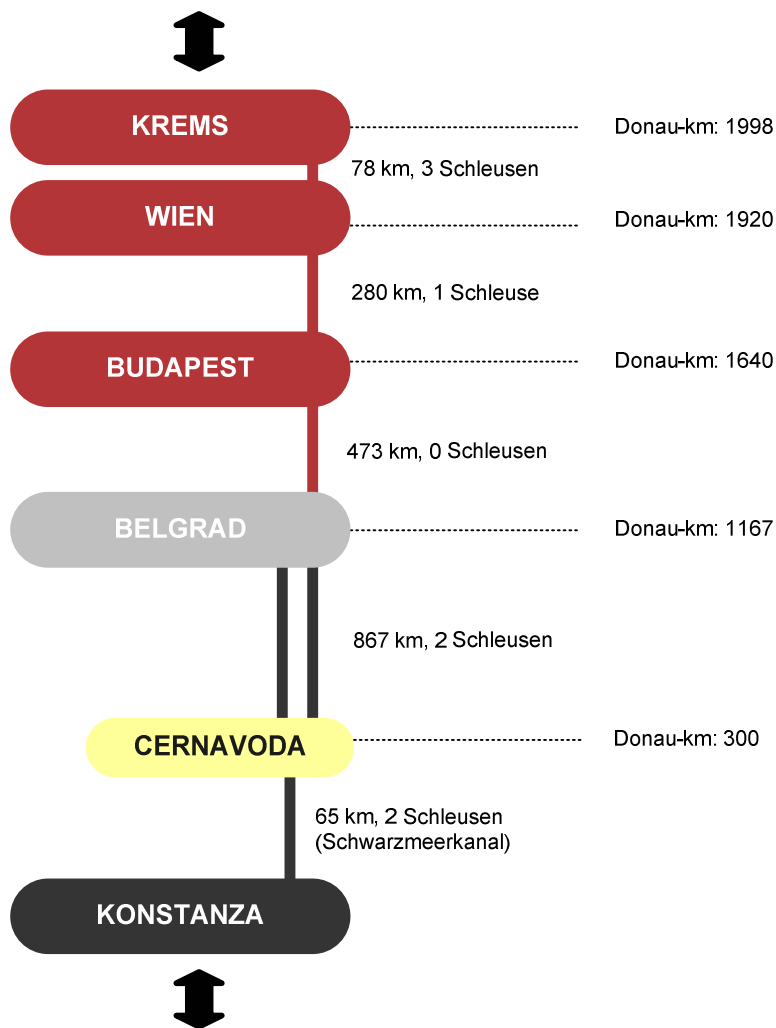 KREMS
Donau-km: 1998
78 km, 3 Schleusen
WIEN
Donau-km: 1920
280 km, 1 Schleuse
BUDAPEST
Donau-km: 1640
473 km, 0 Schleusen
BELGRAD
Donau-km: 1167
867 km, 2 Schleusen
CERNAVODA
Donau-km: 300
65 km, 2 Schleusen
(Schwarzmeerkanal)
KONSTANZA